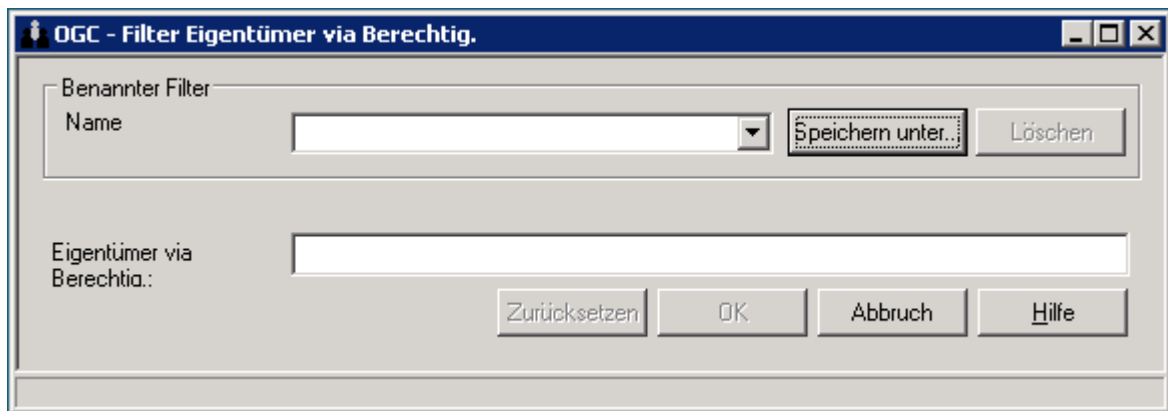 OGC - Filter Eigentümer via Berechtig.
Benannter Filter
Name
Speichern unter..
Löschen
Eigentümer via
Berechtig.:
Zurücksetzen
OK
Abbruch
Hilfe